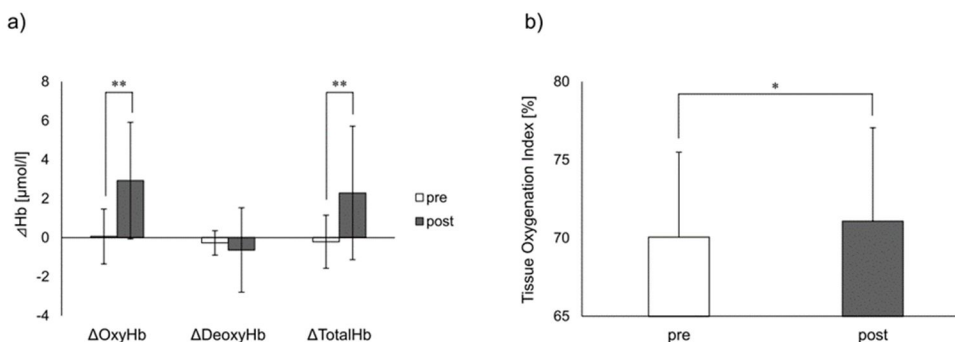 a)
8
6
4
2
0
-2
-4
⊿Hb [μmol/l]
**
**
ΔOxyHb
ΔDeoxyHb
ΔTotalHb
pre
post
b)
80
75
70
65
Tissue Oxygenation Index [%]
*
pre
post